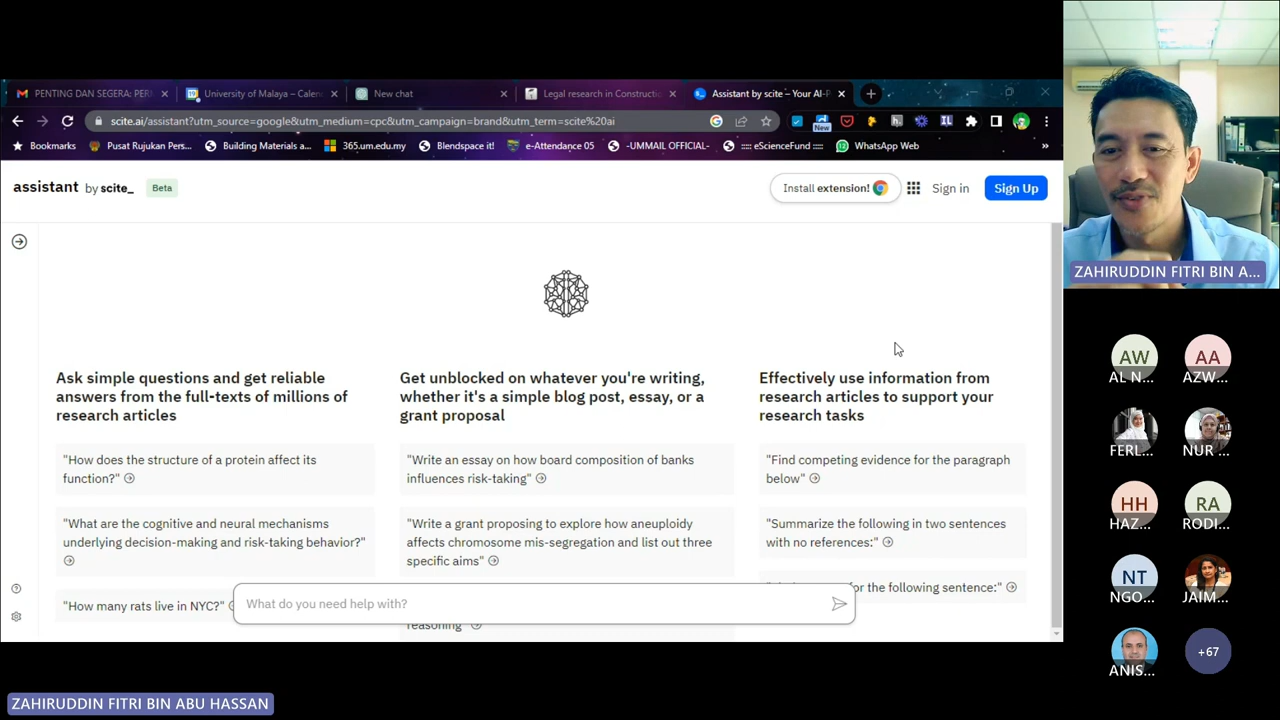 PENTING DAN SEGERA: PER
University of Malaya – Calen
New chat
Legal research in Constructio
Assistant by scite_ – Your AI-P
scite.ai/assistant?utm_source=google&utm_medium=cpc&utm_campaign=brand&utm_term=scite%20ai
New
Bookmarks
Pusat Rujukan Pers...
Building Materials a...
365.um.edu.my
Blendspace it!
e-Attendance 05
-UMMAIL OFFICIAL-
:::: eScienceFund ::::
WhatsApp Web
»
assistant by scite_
Beta
Install extension!
Sign in
Sign Up
Ask simple questions and get reliable
answers from the full-texts of millions of
research articles
"How does the structure of a protein affect its
function?"
"What are the cognitive and neural mechanisms
underlying decision-making and risk-taking behavior?"
"How many rats live in NYC?"
Get unblocked on whatever you're writing,
whether it's a simple blog post, essay, or a
grant proposal
"Write an essay on how board composition of banks
influences risk-taking"
"Write a grant proposing to explore how aneuploidy
affects chromosome mis-segregation and list out three
specific aims"
reasoning
Effectively use information from
research articles to support your
research tasks
"Find competing evidence for the paragraph
below"
"Summarize the following in two sentences
with no references:"
for the following sentence:"
What do you need help with?
ZAHIRUDDIN FITRI BIN A...
AW
AL N...
AA
AZW...
FERL...
NUR ...
HH
HAZ...
RA
RODI...
NT
NGO...
JAIM...
ANIS...
+67
ZAHIRUDDIN FITRI BIN ABU HASSAN